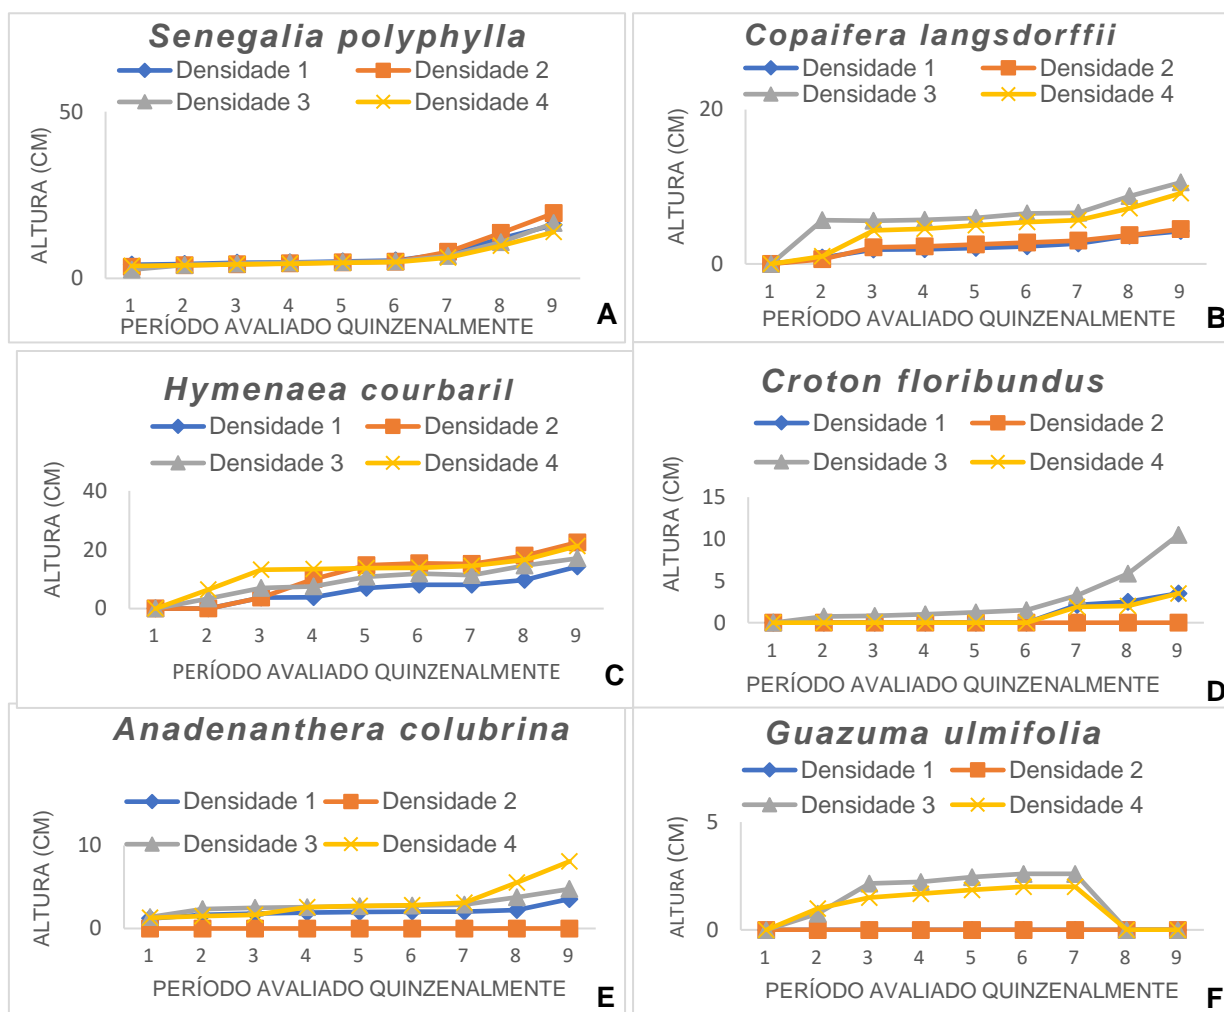 Senegalia polyphylla
Densidade 1 Densidade 2
Densidade 3 Densidade 4
50
0
ALTURA (CM)
1 2 3 4 5 6 7 8 9
PERÍODO AVALIADO QUINZENALMENTE
A
Copaifera langsdorffii
Densidade 1 Densidade 2
Densidade 3 Densidade 4
20
0
ALTURA (CM)
1 2 3 4 5 6 7 8 9
PERÍODO AVALIADO QUINZENALMENTE
B
Hymenaea courbaril
Densidade 1 Densidade 2
Densidade 3 Densidade 4
40
20
0
ALTURA (CM)
1 2 3 4 5 6 7 8 9
PERÍODO AVALIADO QUINZENALMENTE
C
Croton floribundus
Densidade 1 Densidade 2
Densidade 3 Densidade 4
15
10
5
0
ALTURA (CM)
1 2 3 4 5 6 7 8 9
PERÍODO AVALIADO QUINZENALMENTE
D
Anadenanthera colubrina
Densidade 1 Densidade 2
Densidade 3 Densidade 4
10
0
ALTURA (CM)
1 2 3 4 5 6 7 8 9
PERÍODO AVALIADO QUINZENALMENTE
E
Guazuma ulmifolia
Densidade 1 Densidade 2
Densidade 3 Densidade 4
5
0
ALTURA (CM)
1 2 3 4 5 6 7 8 9
PERÍODO AVALIADO QUINZENALMENTE
F